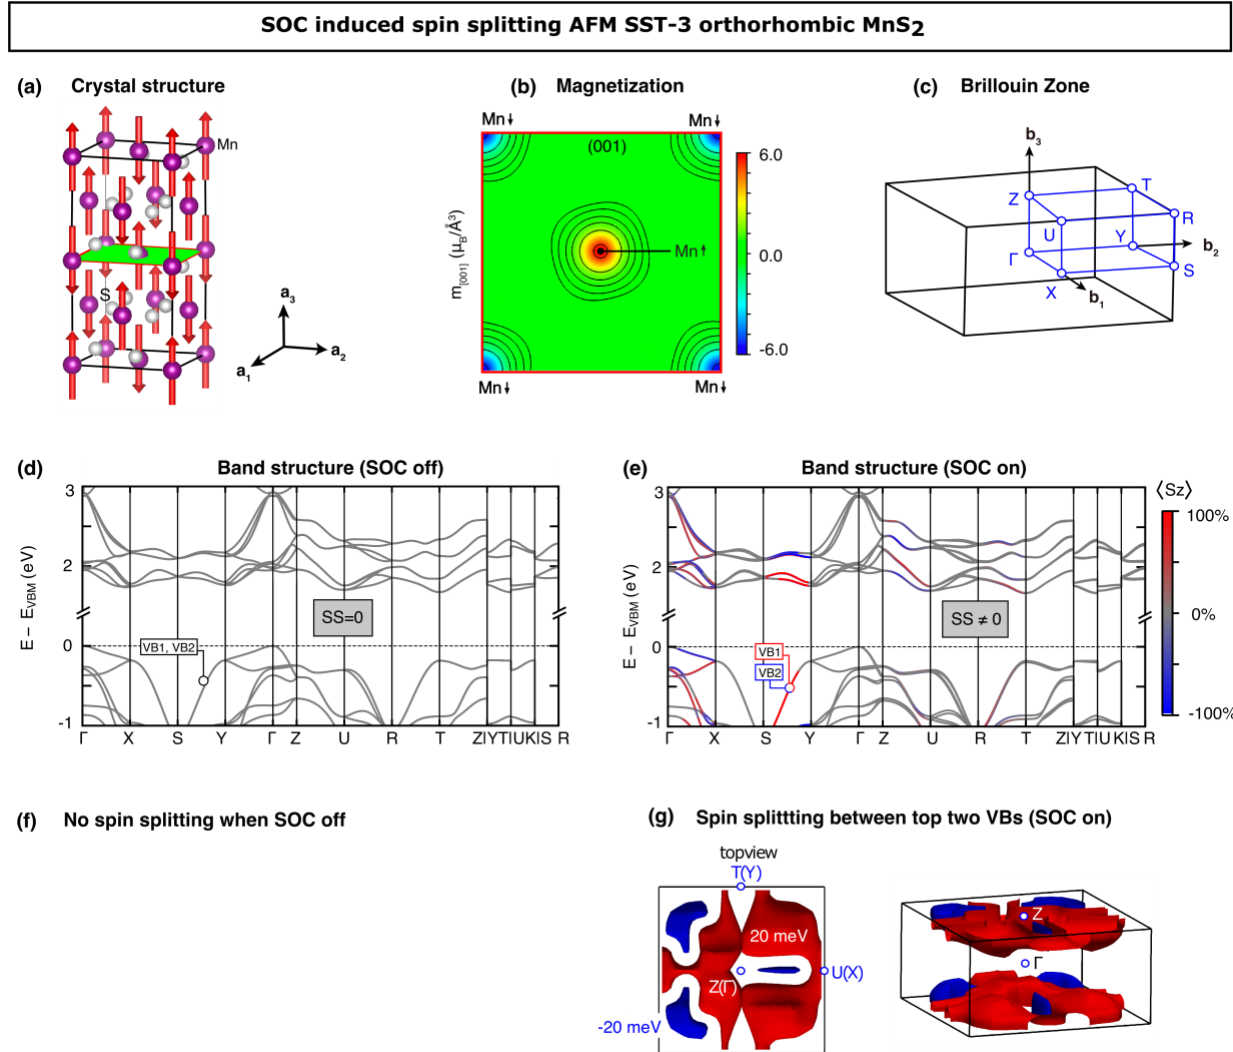 SOC induced spin splitting AFM SST-3 orthorhombic MnS2
(a) Crystal structure
Mn
S
a3
a2
a1
(b) Magnetization
Mn↓ Mn↓
(001)
Mn↑
m[001] (μB/Å³)
6.0
0.0
-6.0
Mn↓ Mn↓
(c) Brillouin Zone
b3
Z T
U R
Γ Y b2
S
X b1
(d) Band structure (SOC off)
E − EVBM (eV)
3
2
0
-1
SS=0
VB1, VB2
Γ X S Y Γ Z U R T Z|Y T|U K|S R
(e) Band structure (SOC on)
E − EVBM (eV)
3
2
0
-1
SS ≠ 0
VB1
VB2
Γ X S Y Γ Z U R T Z|Y T|U K|S R
⟨Sz⟩
100%
0%
-100%
(f) No spin splitting when SOC off
(g) Spin splittting between top two VBs (SOC on)
topview
T(Y)
20 meV
Z(Γ)
U(X)
-20 meV
Z
Γ